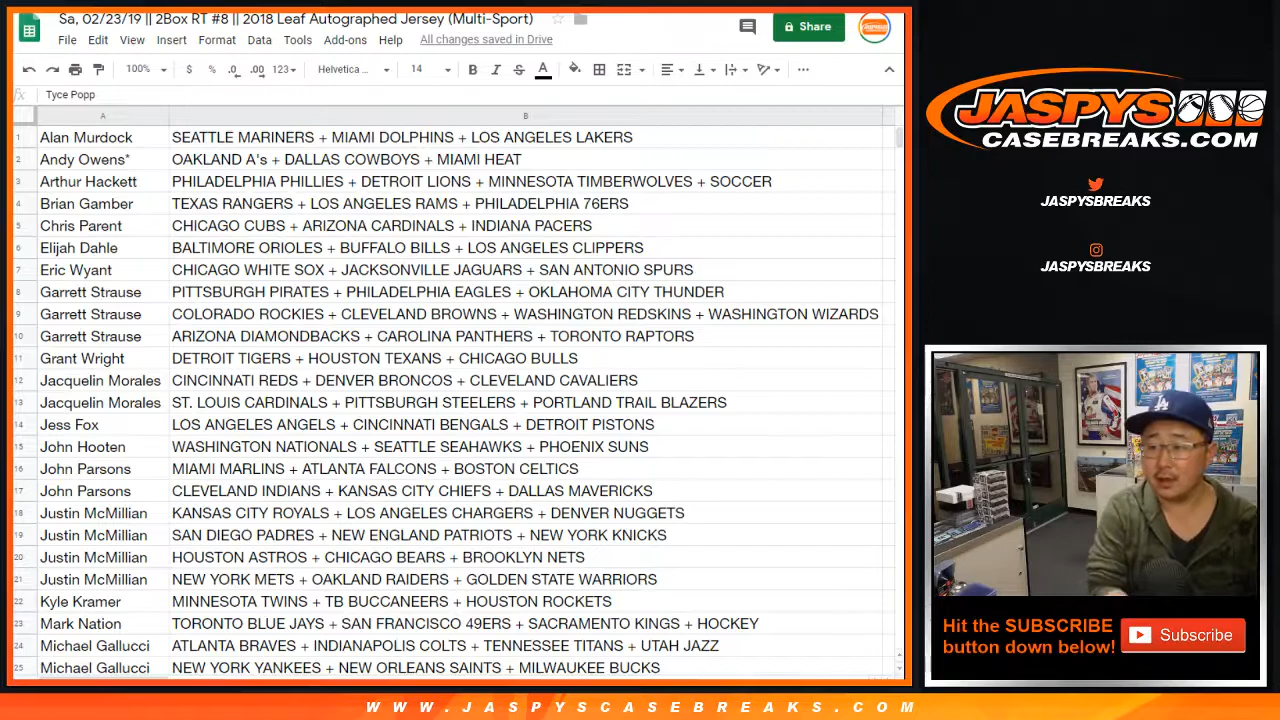 Sa, 02/23/19 || 2Box RT #8 || 2018 Leaf Autographed Jersey (Multi-Sport)
Share
File Edit View Insert Format Data Tools Add-ons Help All changes saved in Drive
100% $ % .0 .00 123 Helvetica ... 14 B I S A
fx Tyce Popp
A B
1 Alan Murdock SEATTLE MARINERS + MIAMI DOLPHINS + LOS ANGELES LAKERS
2 Andy Owens* OAKLAND A's + DALLAS COWBOYS + MIAMI HEAT
3 Arthur Hackett PHILADELPHIA PHILLIES + DETROIT LIONS + MINNESOTA TIMBERWOLVES + SOCCER
4 Brian Gamber TEXAS RANGERS + LOS ANGELES RAMS + PHILADELPHIA 76ERS
5 Chris Parent CHICAGO CUBS + ARIZONA CARDINALS + INDIANA PACERS
6 Elijah Dahle BALTIMORE ORIOLES + BUFFALO BILLS + LOS ANGELES CLIPPERS
7 Eric Wyant CHICAGO WHITE SOX + JACKSONVILLE JAGUARS + SAN ANTONIO SPURS
8 Garrett Strause PITTSBURGH PIRATES + PHILADELPHIA EAGLES + OKLAHOMA CITY THUNDER
9 Garrett Strause COLORADO ROCKIES + CLEVELAND BROWNS + WASHINGTON REDSKINS + WASHINGTON WIZARDS
10 Garrett Strause ARIZONA DIAMONDBACKS + CAROLINA PANTHERS + TORONTO RAPTORS
11 Grant Wright DETROIT TIGERS + HOUSTON TEXANS + CHICAGO BULLS
12 Jacquelin Morales CINCINNATI REDS + DENVER BRONCOS + CLEVELAND CAVALIERS
13 Jacquelin Morales ST. LOUIS CARDNALS + PITTSBURGH STEELERS + PORTLAND TRAIL BLAZERS
14 Jess Fox LOS ANGELES ANGELS + CINCINNATI BENGALS + DETROIT PISTONS
15 John Hooten WASHINGTON NATIONALS + SEATTLE SEAHAWKS + PHOENIX SUNS
16 John Parsons MIAMI MARLINS + ATLANTA FALCONS + BOSTON CELTICS
17 John Parsons CLEVELAND INDIANS + KANSAS CITY CHIEFS + DALLAS MAVERICKS
18 Justin McMillian KANSAS CITY ROYALS + LOS ANGELES CHARGERS + DENVER NUGGETS
19 Justin McMillian SAN DIEGO PADRES + NEW ENGLAND PATRIOTS + NEW YORK KNICKS
20 Justin McMillian HOUSTON ASTROS + CHICAGO BEARS + BROOKLYN NETS
21 Justin McMillian NEW YORK METS + OAKLAND RAIDERS + GOLDEN STATE WARRIORS
22 Kyle Kramer MINNESOTA TWINS + TB BUCCANEERS + HOUSTON ROCKETS
23 Mark Nation TORONTO BLUE JAYS + SAN FRANCISCO 49ERS + SACRAMENTO KINGS + HOCKEY
24 Michael Gallucci ATLANTA BRAVES + INDIANAPOLIS COLTS + TENNESSEE TITANS + UTAH JAZZ
25 Michael Gallucci NEW YORK YANKEES + NEW ORLEANS SAINTS + MILWAUKEE BUCKS
JASPYS
CASEBREAKS.COM
JASPYSBREAKS
JASPYSBREAKS
LA
Hit the SUBSCRIBE
button down below!
Subscribe
WWW.JASPYSCASEBREAKS.COM